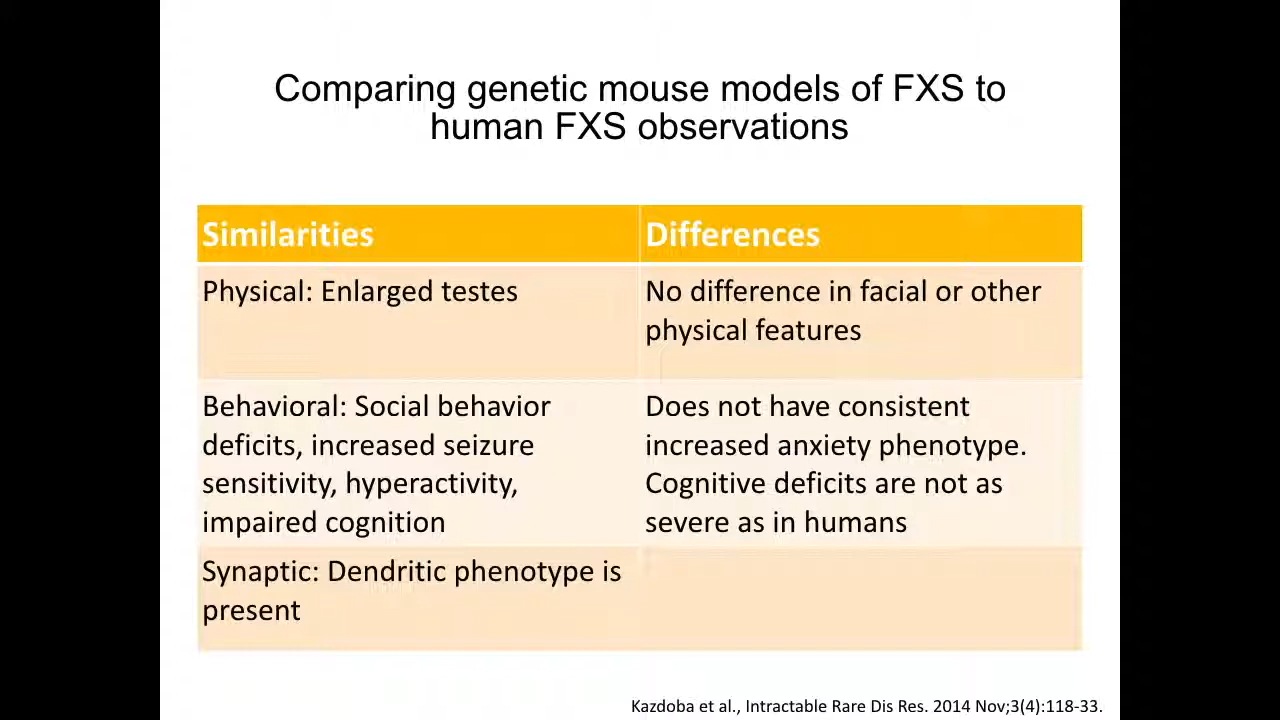 Comparing genetic mouse models of FXS to
human FXS observations
Similarities
Differences
Physical: Enlarged testes
No difference in facial or other
physical features
Behavioral: Social behavior
deficits, increased seizure
sensitivity, hyperactivity,
impaired cognition
Does not have consistent
increased anxiety phenotype.
Cognitive deficits are not as
severe as in humans
Synaptic: Dendritic phenotype is
present
Kazdoba et al., Intractable Rare Dis Res. 2014 Nov;3(4):118-33.